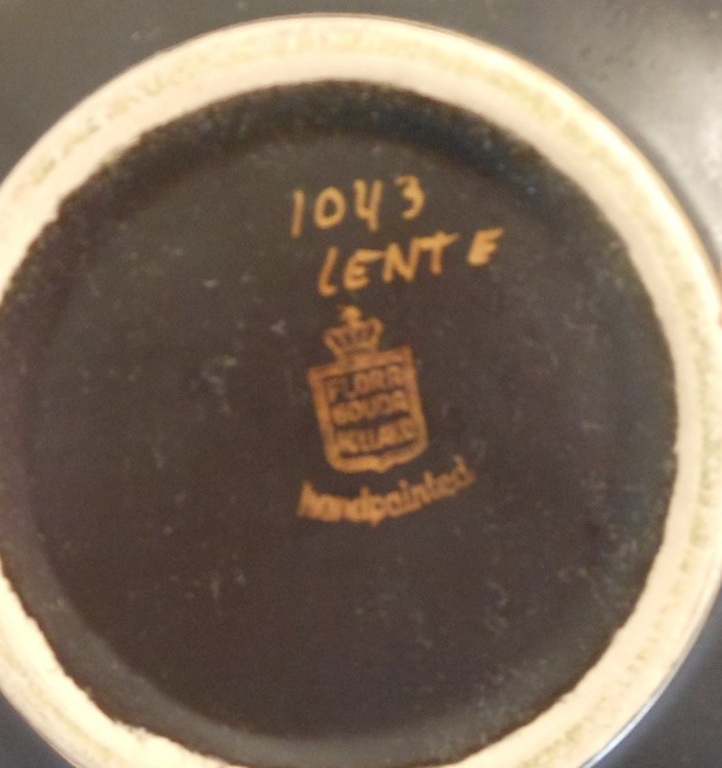 1043
LENTE
FLORA
GOUDA
HOLLAND
handpainted